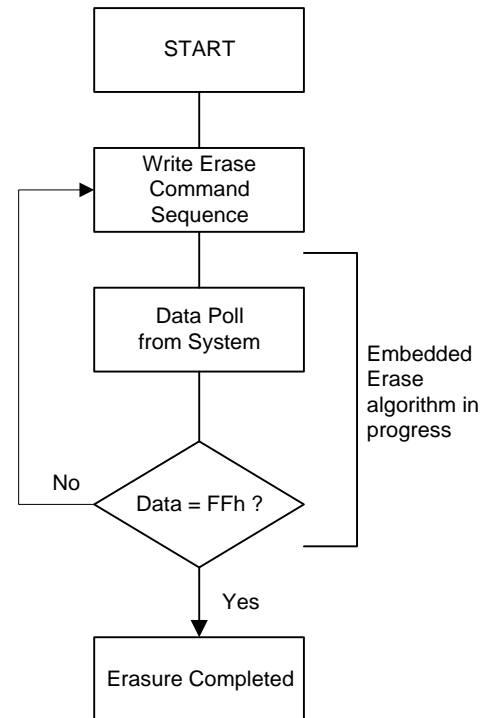 START
Write Erase
Command
Sequence
Data Poll
from System
Embedded
Erase
algorithm in
progress
No
Data = FFh ?
Yes
Erasure Completed